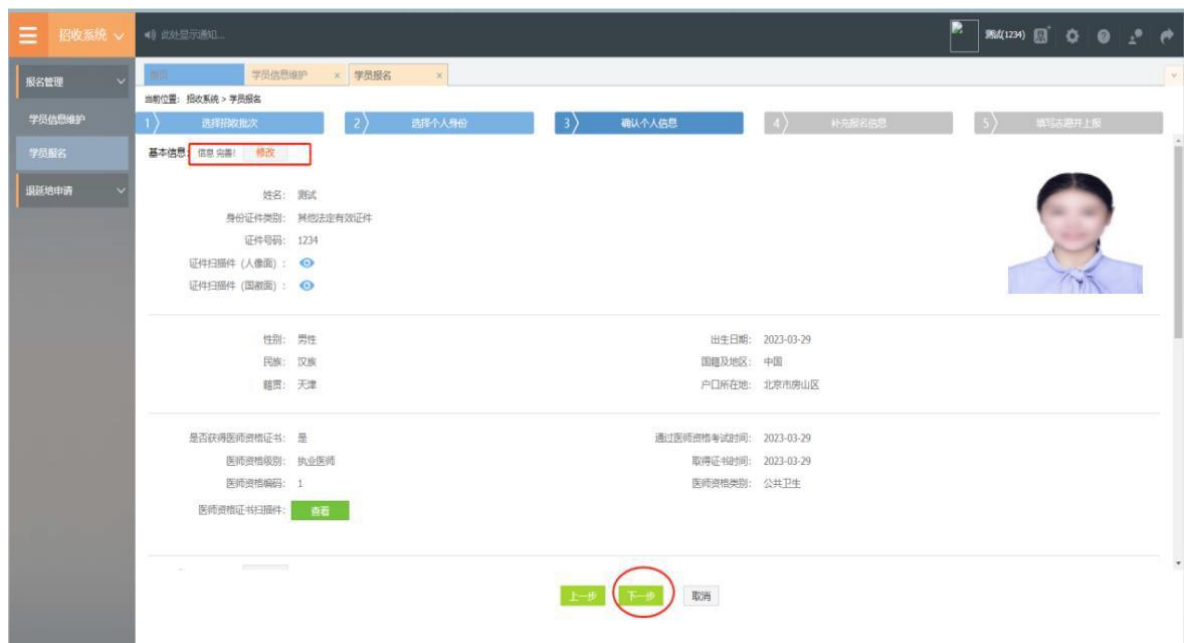 招收系统
此处显示通知...
测试(1234)
报名管理
学员信息维护
学员报名
退延培申请
首页
学员信息维护 ×
学员报名 ×
当前位置： 招收系统 > 学员报名
1 选择招收批次
2 选择个人身份
3 确认个人信息
4 补充报名信息
5 填写志愿并上报
基本信息: 信息 完善! 修改
姓名： 测试
身份证件类别： 其他法定有效证件
证件号码： 1234
证件扫描件（人像面）：
证件扫描件（国徽面）：
性别： 男性
出生日期： 2023-03-29
民族： 汉族
国籍及地区： 中国
籍贯： 天津
户口所在地： 北京市房山区
是否获得医师资格证书： 是
通过医师资格考试时间： 2023-03-29
医师资格级别： 执业医师
取得证书时间： 2023-03-29
医师资格编码： 1
医师资格类别： 公共卫生
医师资格证书扫描件： 查看
上一步
下一步
取消